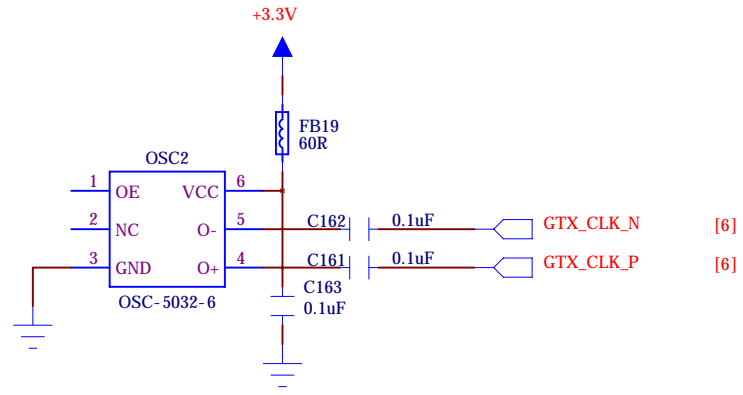 +3.3V
FB19
60R
OSC2
1 OE VCC 6
2 NC O- 5
3 GND O+ 4
OSC-5032-6
C162 0.1uF GTX_CLK_N [6]
C161 0.1uF GTX_CLK_P [6]
C163
0.1uF